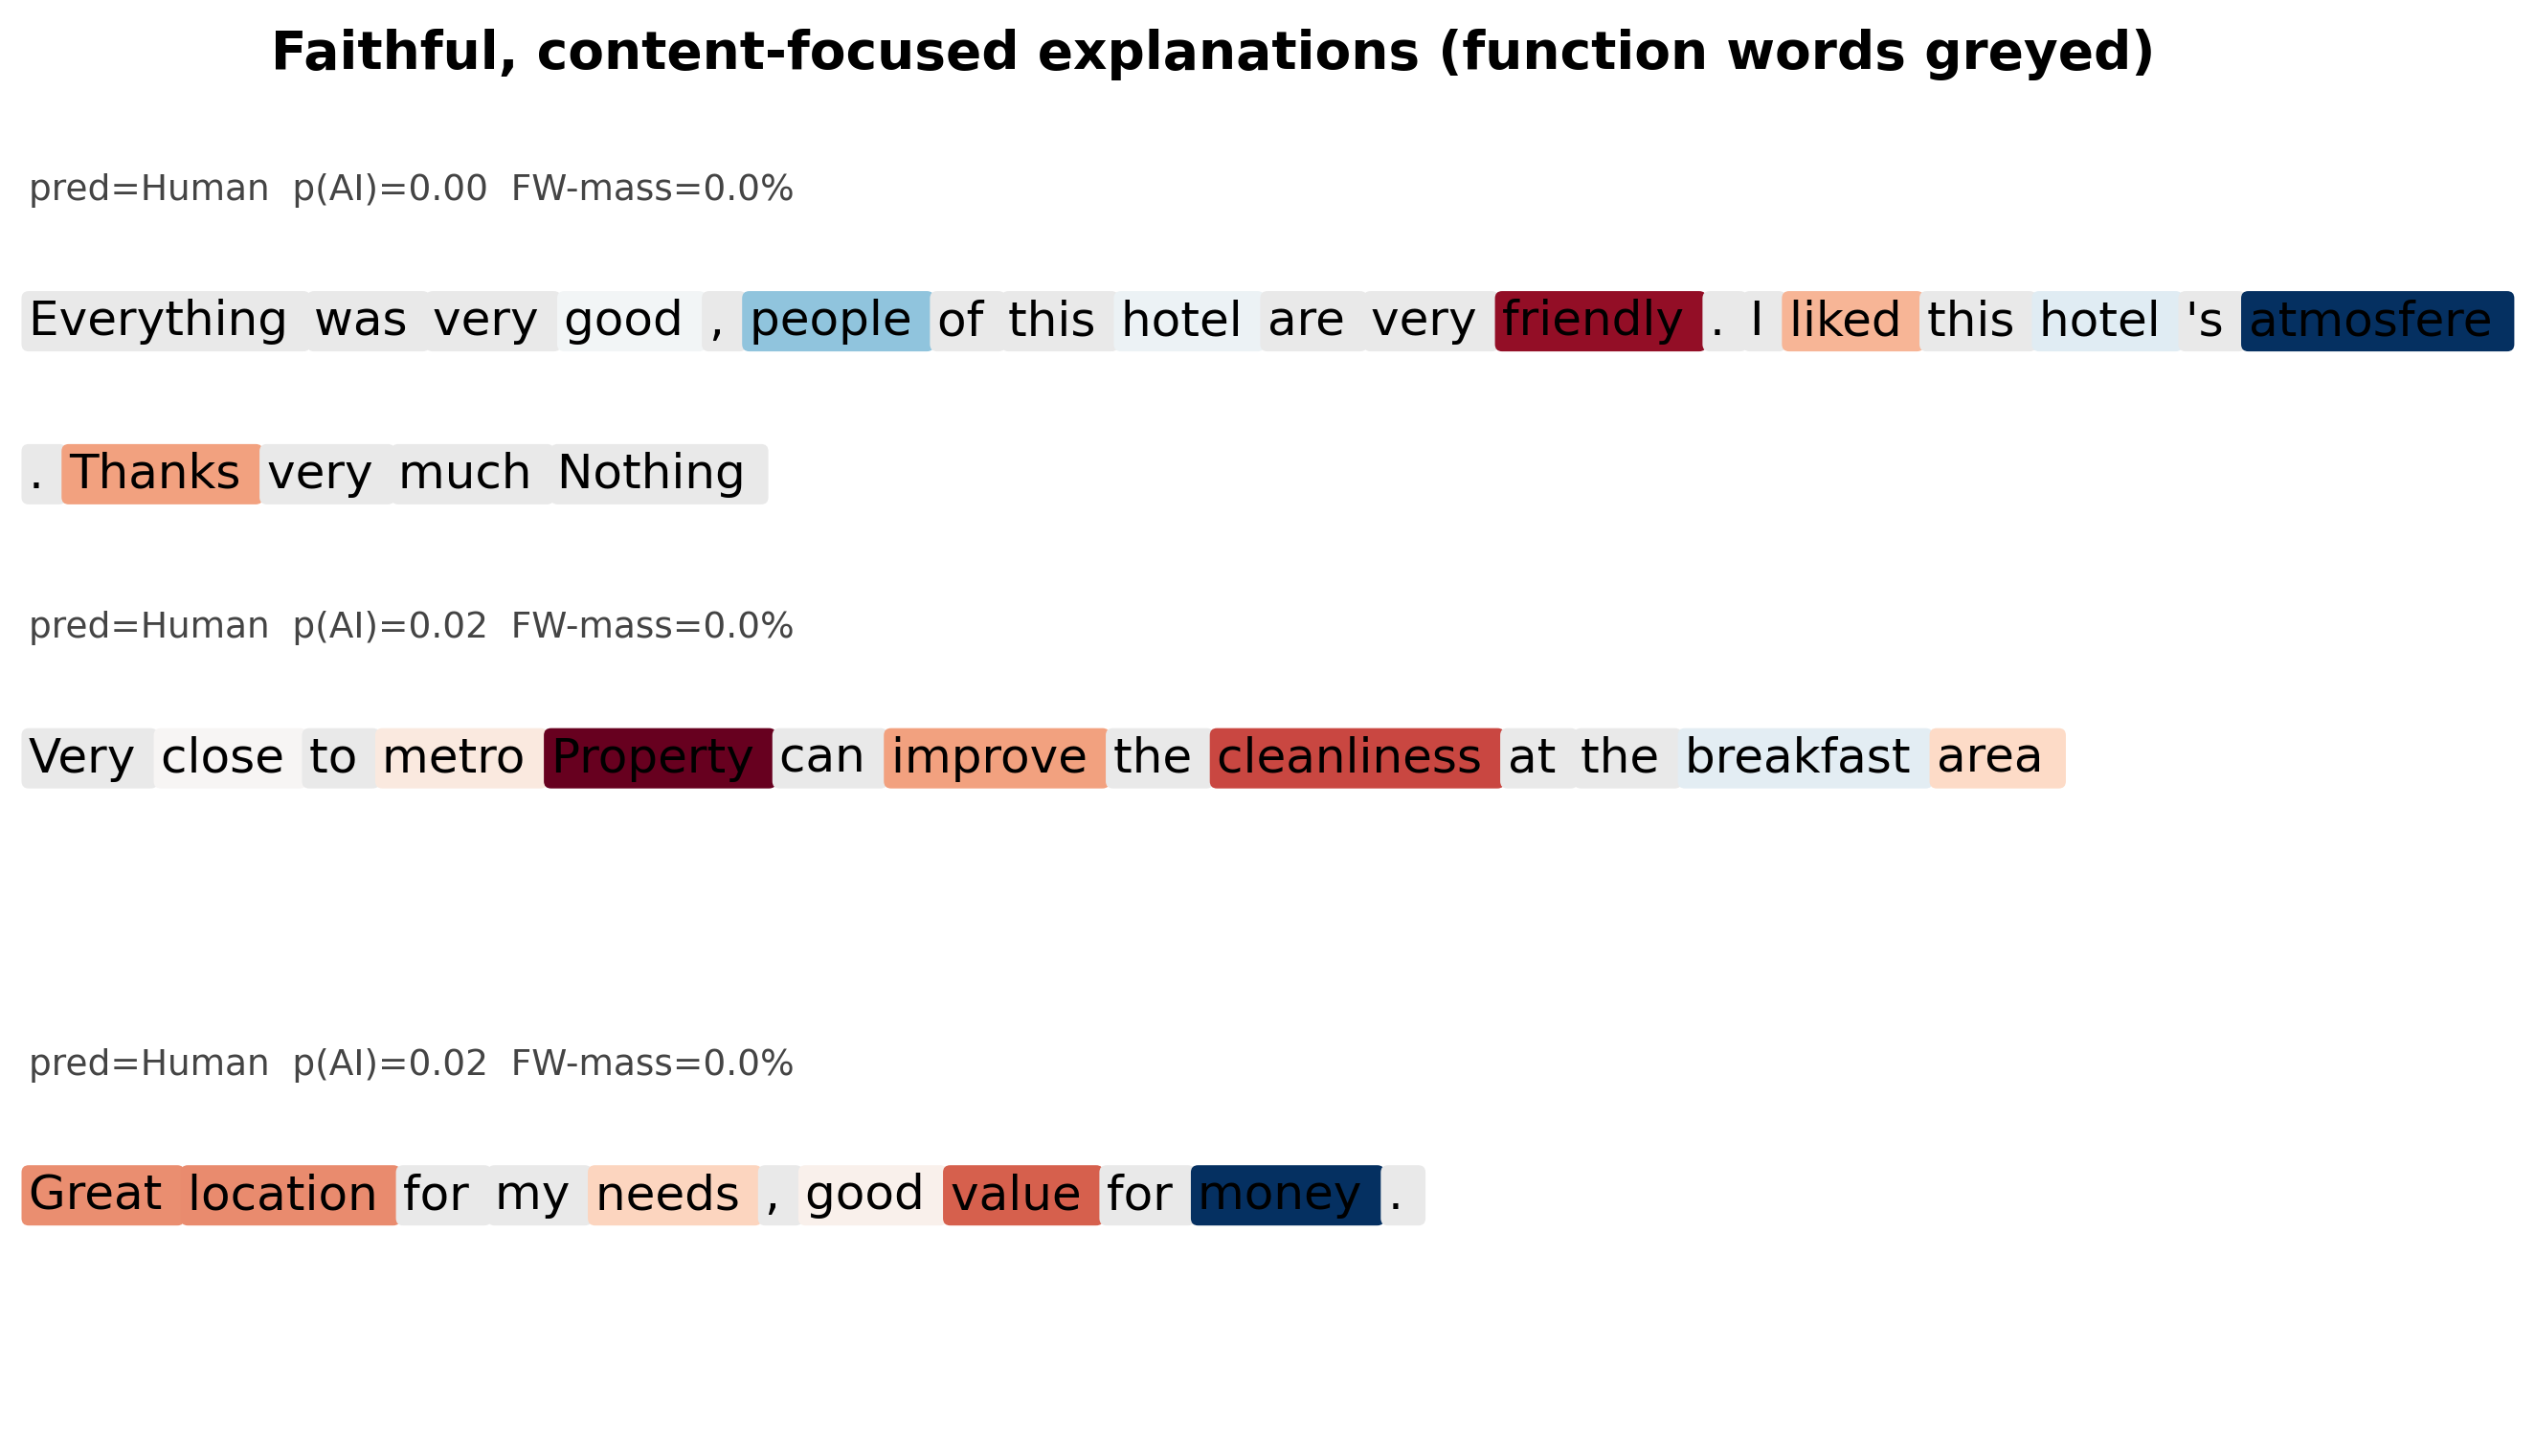 Faithful, content-focused explanations (function words greyed)
pred=Human p(AI)=0.00 FW-mass=0.0%
Everything was very good , people of this hotel are very friendly . I liked this hotel 's atmosfere
. Thanks very much Nothing
pred=Human p(AI)=0.02 FW-mass=0.0%
Very close to metro Property can improve the cleanliness at the breakfast area
pred=Human p(AI)=0.02 FW-mass=0.0%
Great location for my needs , good value for money .